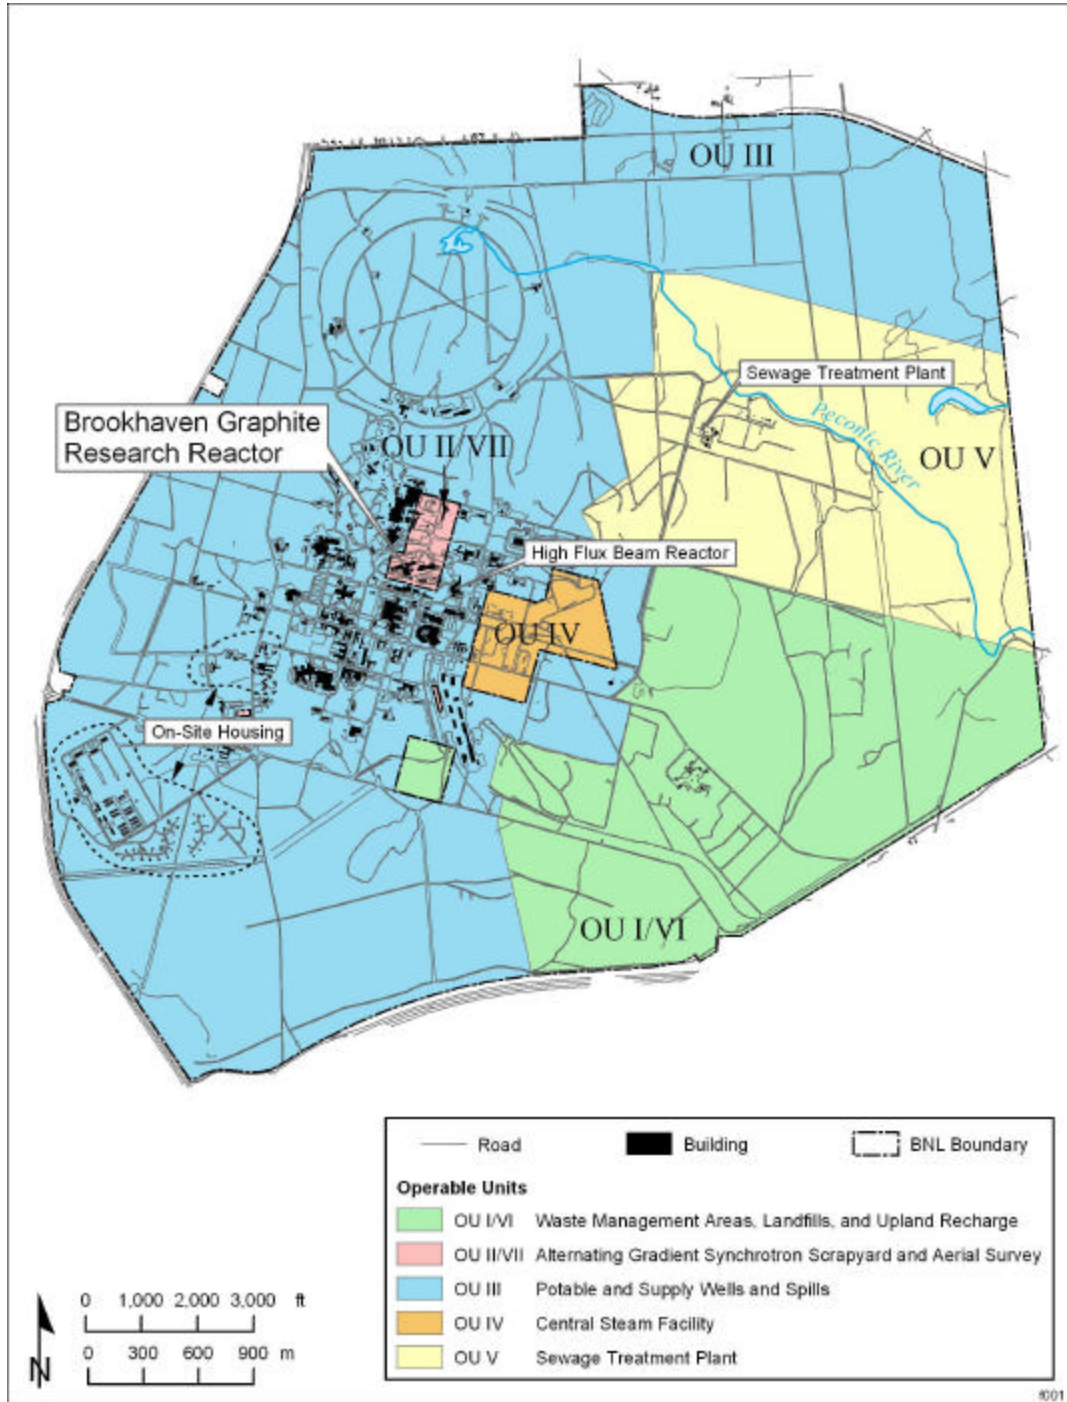 OU III
Sewage Treatment Plant
Peconic River
OU V
Brookhaven Graphite
Research Reactor
OU II/VII
High Flux Beam Reactor
OU IV
On-Site Housing
OU I/VI
Road
Building
BNL Boundary
Operable Units
OU I/VI Waste Management Areas, Landfills, and Upland Recharge
OU II/VII Alternating Gradient Synchrotron Scrapyard and Aerial Survey
OU III Potable and Supply Wells and Spills
OU IV Central Steam Facility
OU V Sewage Treatment Plant
0 1,000 2,000 3,000 ft
0 300 600 900 m
N
f001